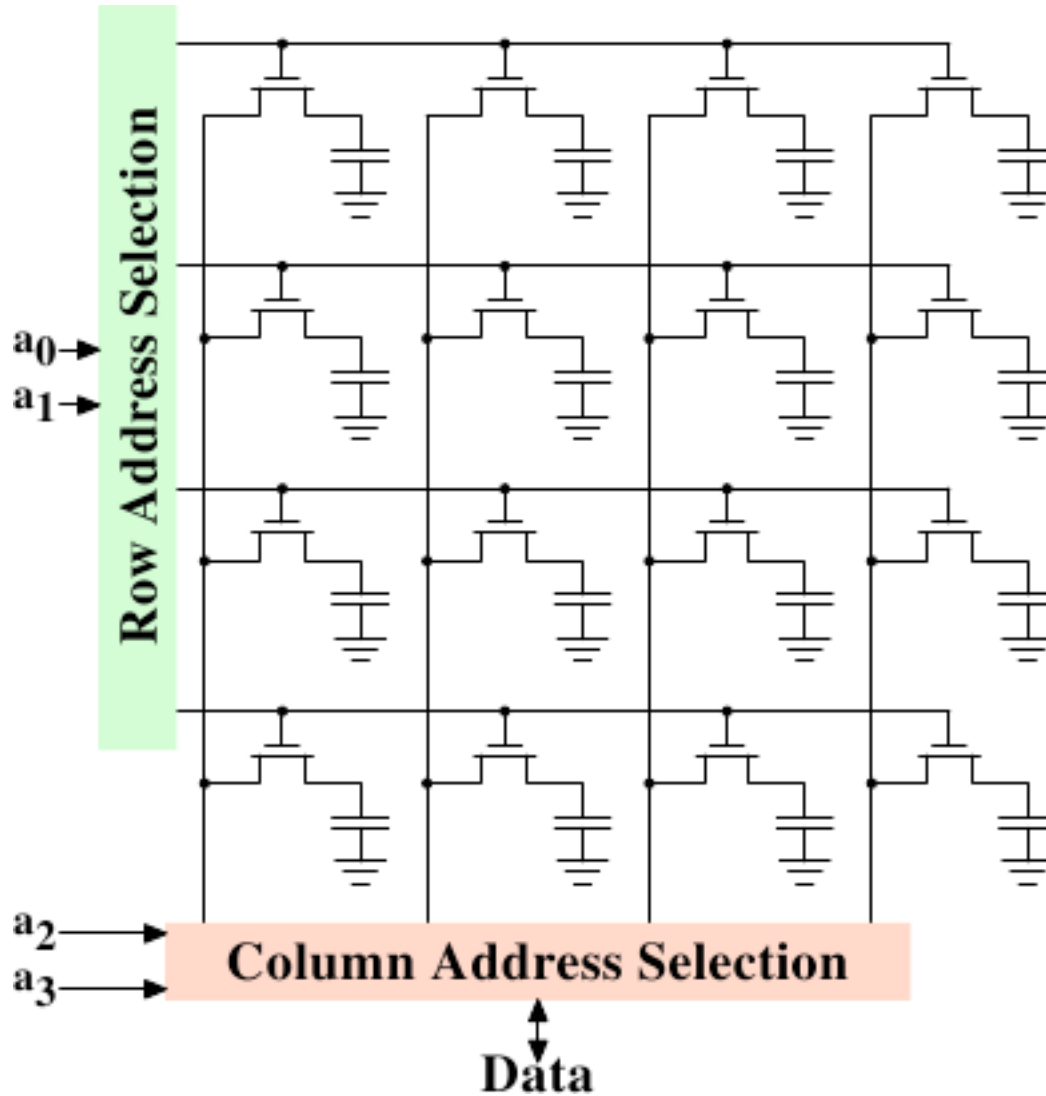 Row Address Selection
a0
a1
a2
a3
Column Address Selection
Data